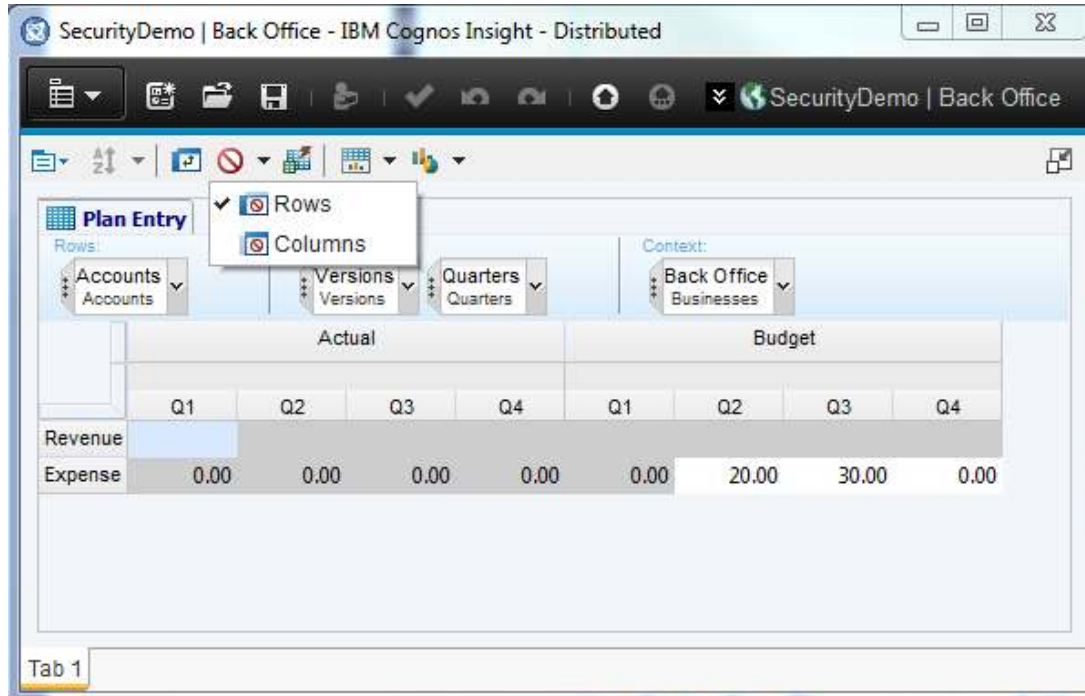 SecurityDemo | Back Office - IBM Cognos Insight - Distributed
SecurityDemo | Back Office
Rows
Columns
Plan Entry
Rows: Context:
Accounts Versions Quarters Back Office
Accounts Versions Quarters Businesses
Actual Budget
Q1 Q2 Q3 Q4 Q1 Q2 Q3 Q4
Revenue
Expense 0.00 0.00 0.00 0.00 0.00 20.00 30.00 0.00
Tab 1